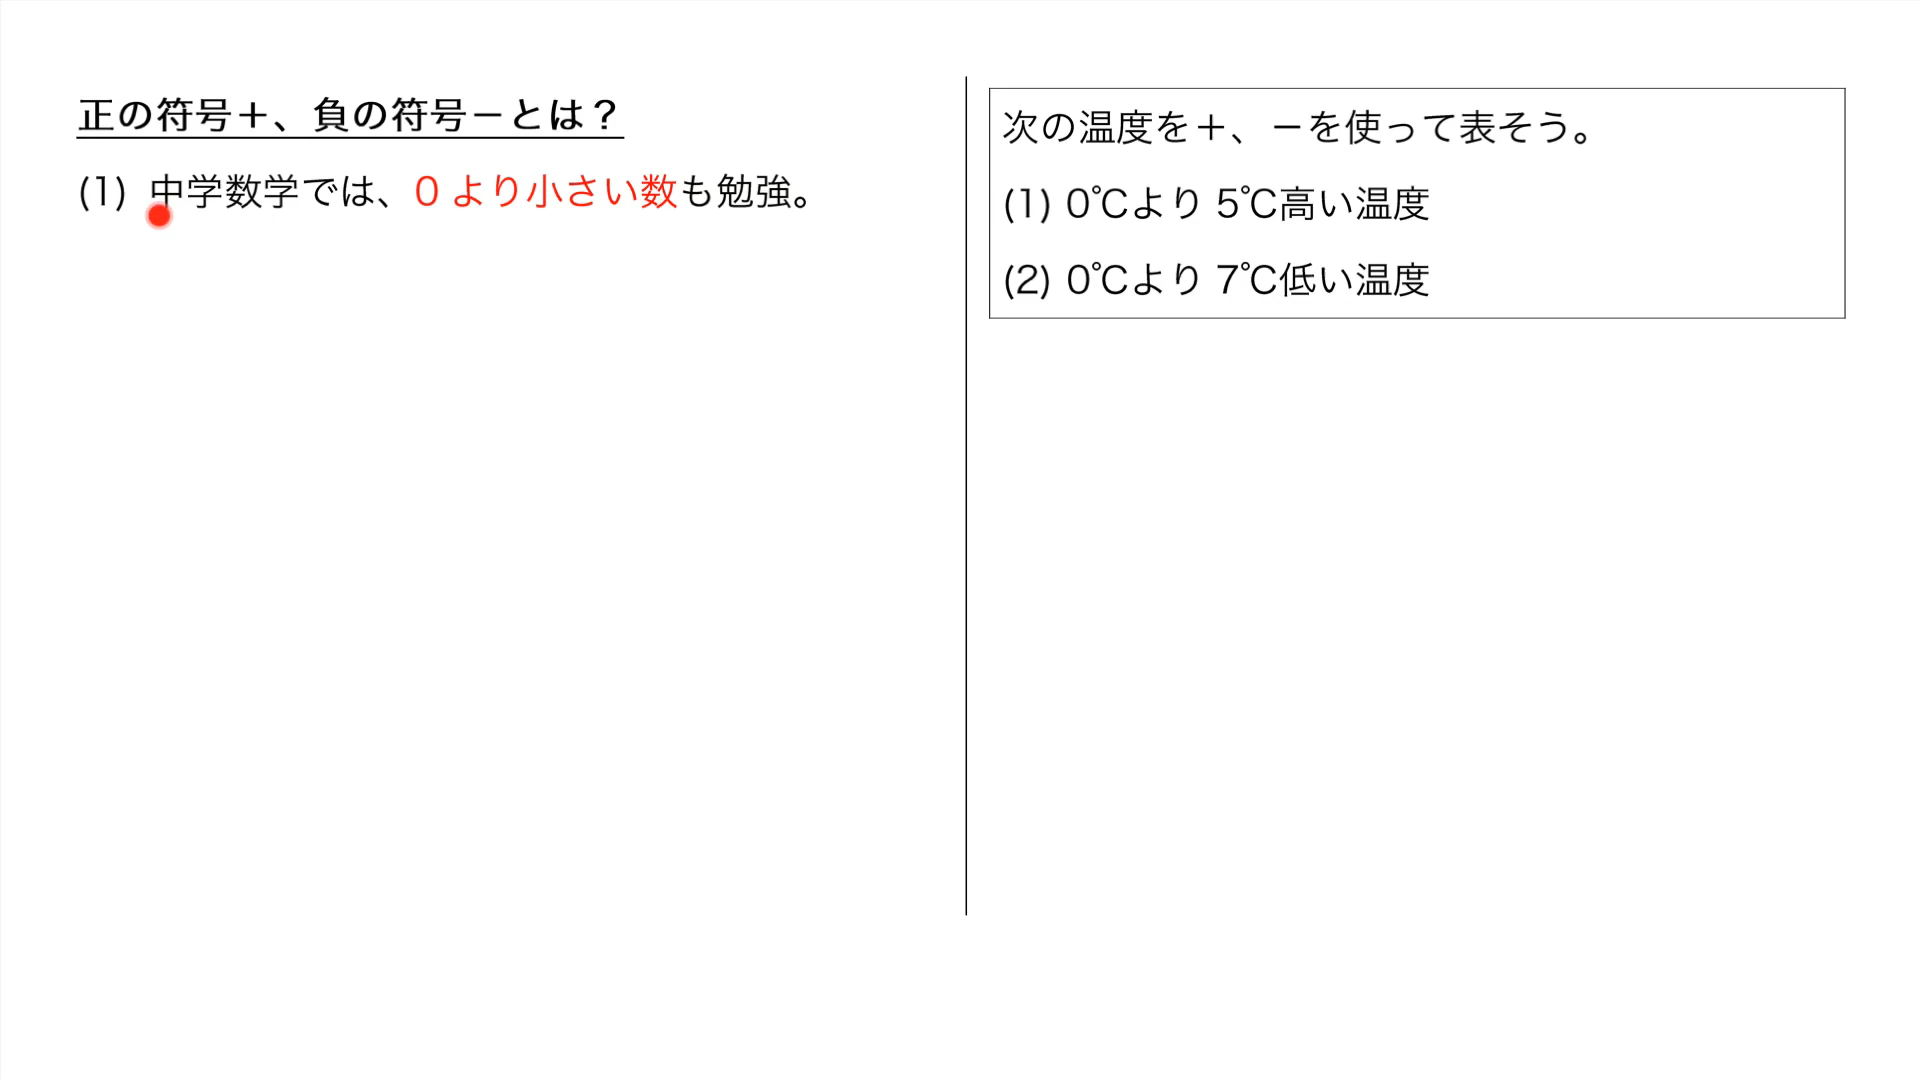 正の符号＋、負の符号－とは？
(1) 中学数学では、0 より小さい数も勉強。
次の温度を＋、－を使って表そう。
(1) 0℃より 5℃高い温度
(2) 0℃より 7℃低い温度